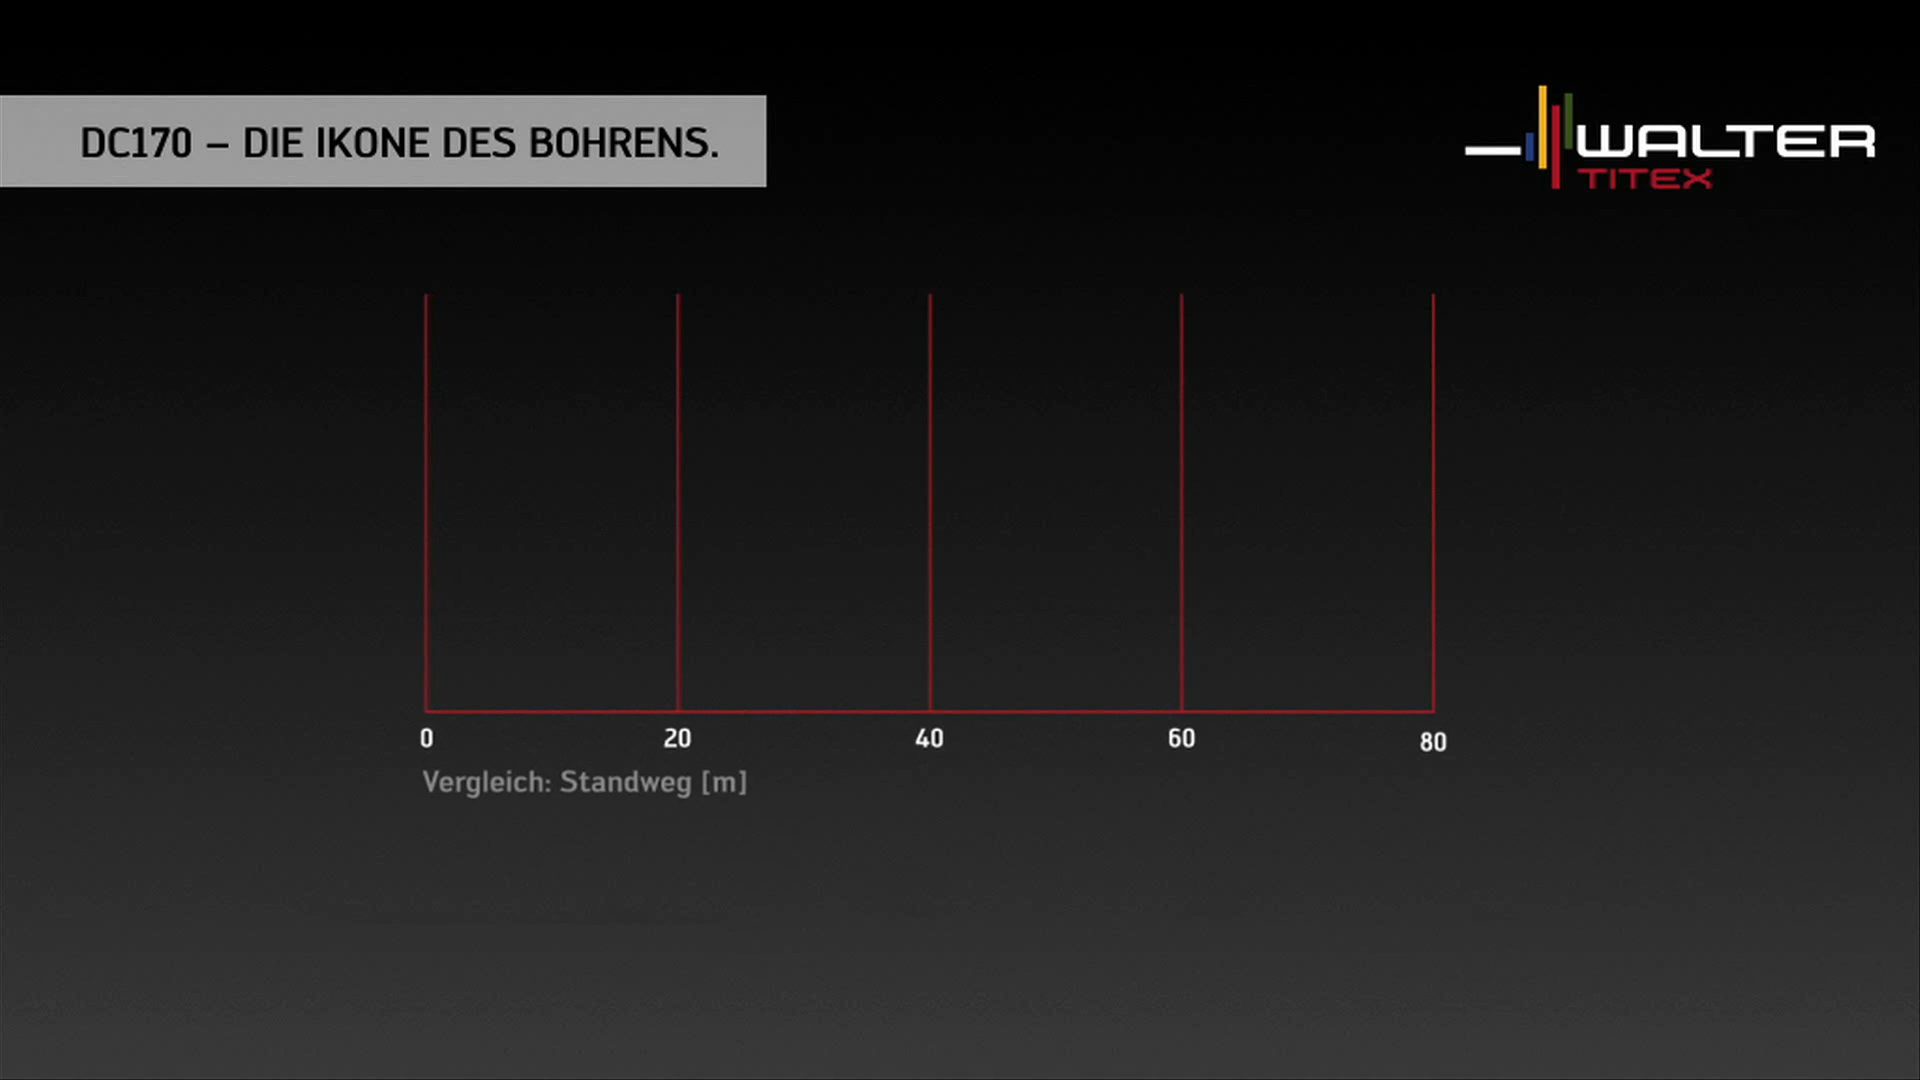 DC170 – DIE IKONE DES BOHRENS.
WALTER
TITEX
0 20 40 60 80
Vergleich: Standweg [m]